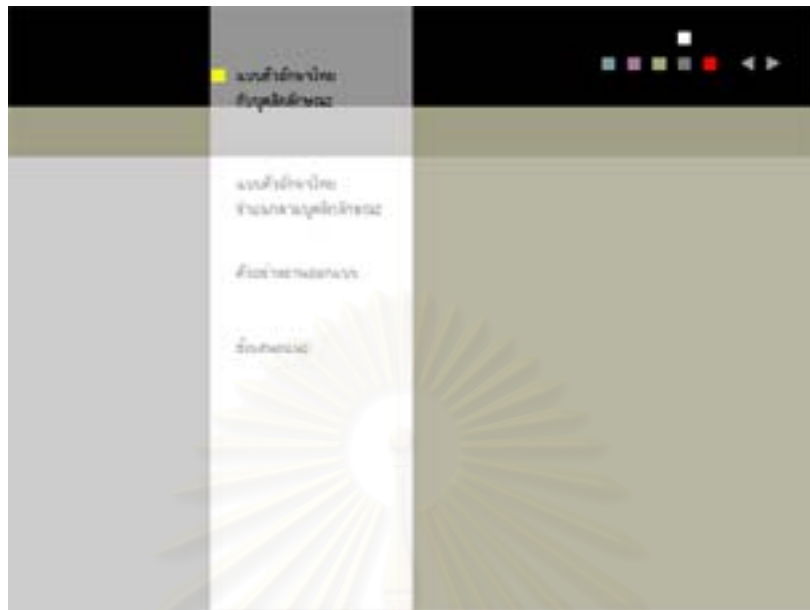 แบบตัวอักษรไทย
กับบุคลิกลักษณะ
แบบตัวอักษรไทย
จำแนกตามบุคลิกลักษณะ
ตัวอย่างงานออกแบบ
ข้อเสนอแนะ